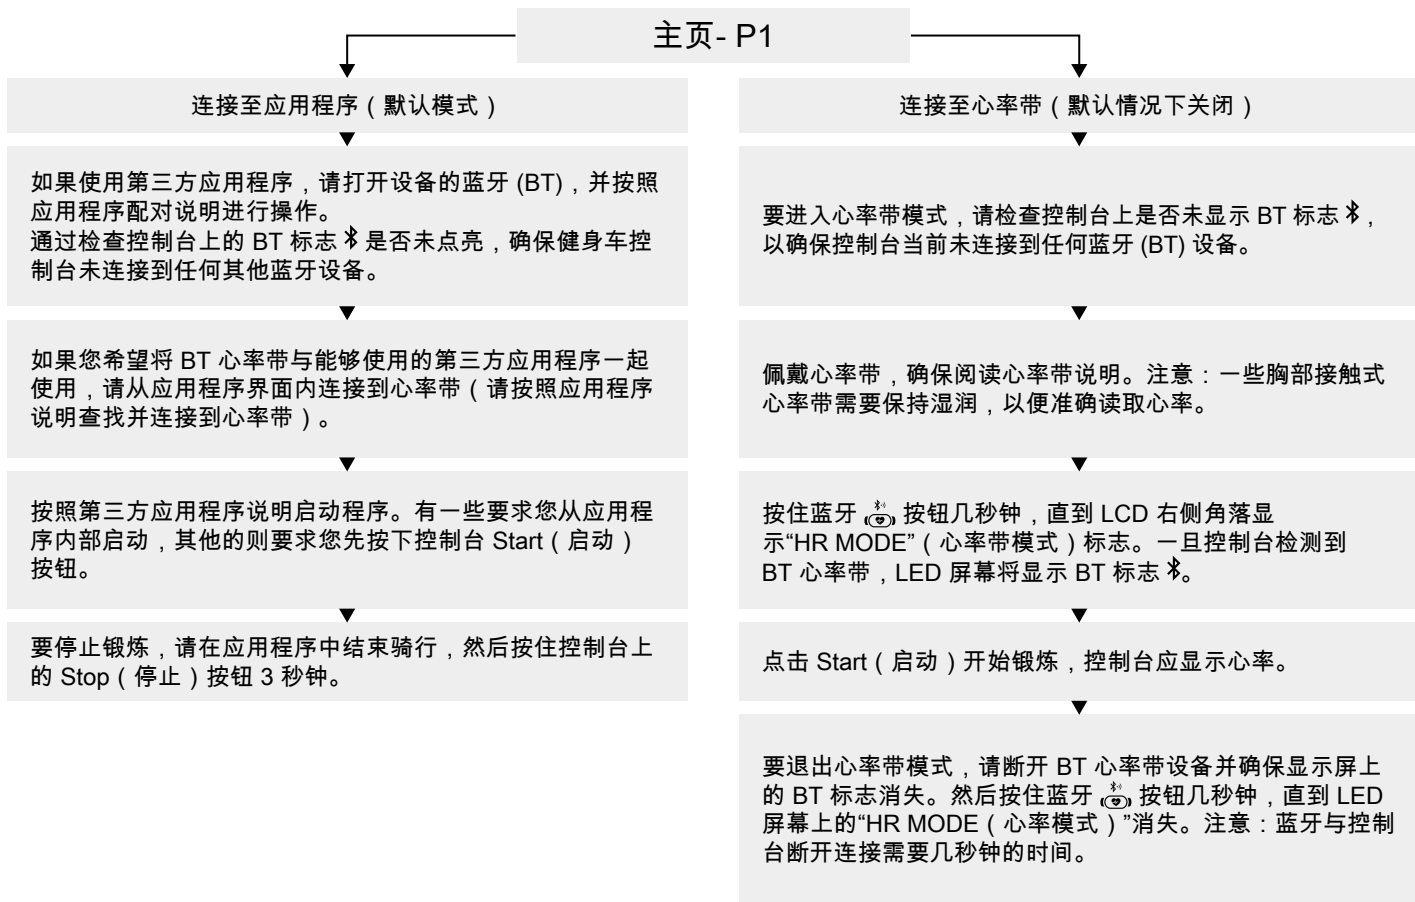 主页- P1
连接至应用程序（默认模式）
如果使用第三方应用程序，请打开设备的蓝牙 (BT)，并按照
应用程序配对说明进行操作。
通过检查控制台上的 BT 标志 是否未点亮，确保健身车控
制台未连接到任何其他蓝牙设备。
如果您希望将 BT 心率带与能够使用的第三方应用程序一起
使用，请从应用程序界面内连接到心率带（请按照应用程序
说明查找并连接到心率带）。
按照第三方应用程序说明启动程序。有一些要求您从应用程
序内部启动，其他的则要求您先按下控制台 Start（启动）
按钮。
要停止锻炼，请在应用程序中结束骑行，然后按住控制台上
的 Stop（停止）按钮 3 秒钟。
连接至心率带（默认情况下关闭）
要进入心率带模式，请检查控制台上是否未显示 BT 标志 ，
以确保控制台当前未连接到任何蓝牙 (BT) 设备。
佩戴心率带，确保阅读心率带说明。注意：一些胸部接触式
心率带需要保持湿润，以便准确读取心率。
按住蓝牙 按钮几秒钟，直到 LCD 右侧角落显
示“HR MODE”（心率带模式）标志。一旦控制台检测到
BT 心率带，LED 屏幕将显示 BT 标志 。
点击 Start（启动）开始锻炼，控制台应显示心率。
要退出心率带模式，请断开 BT 心率带设备并确保显示屏上
的 BT 标志消失。然后按住蓝牙 按钮几秒钟，直到 LED
屏幕上的“HR MODE（心率模式）”消失。注意：蓝牙与控制
台断开连接需要几秒钟的时间。